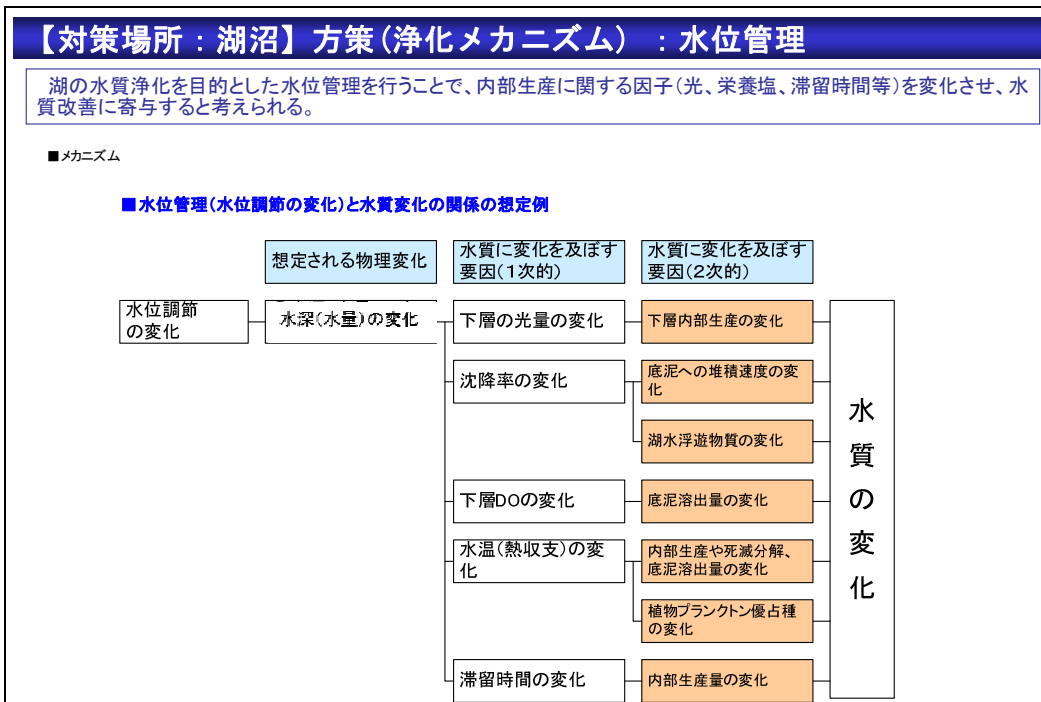 【対策場所：湖沼】方策(浄化メカニズム) ：水位管理
湖の水質浄化を目的とした水位管理を行うことで、内部生産に関する因子(光、栄養塩、滞留時間等)を変化させ、水
質改善に寄与すると考えられる。
■メカニズム
■水位管理(水位調節の変化)と水質変化の関係の想定例
想定される物理変化
水質に変化を及ぼす
要因(1次的)
水質に変化を及ぼす
要因(2次的)
水位調節
の変化
水深(水量)の変化
下層の光量の変化
下層内部生産の変化
沈降率の変化
底泥への堆積速度の変
化
湖水浮遊物質の変化
下層DOの変化
底泥溶出量の変化
水温(熱収支)の変
化
内部生産や死滅分解、
底泥溶出量の変化
植物プランクトン優占種
の変化
滞留時間の変化
内部生産量の変化
水
質
の
変
化